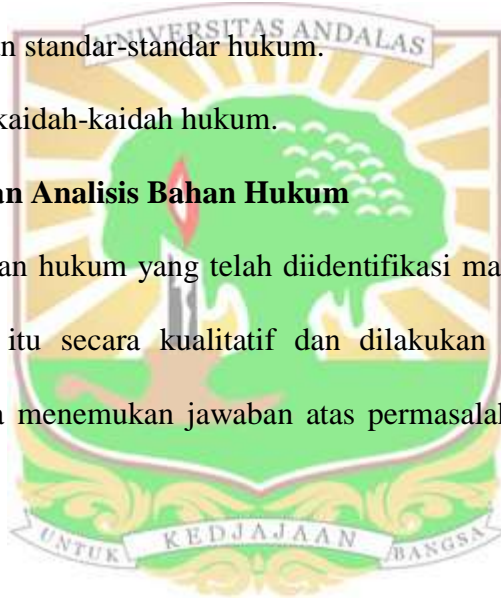 UNIVERSITAS ANDALAS
n standar-standar hukum.
kaidah-kaidah hukum.
an Analisis Bahan Hukum
an hukum yang telah diidentifikasi ma
itu secara kualitatif dan dilakukan
a menemukan jawaban atas permasala
UNTUK KEDJAJAAN BANGSA